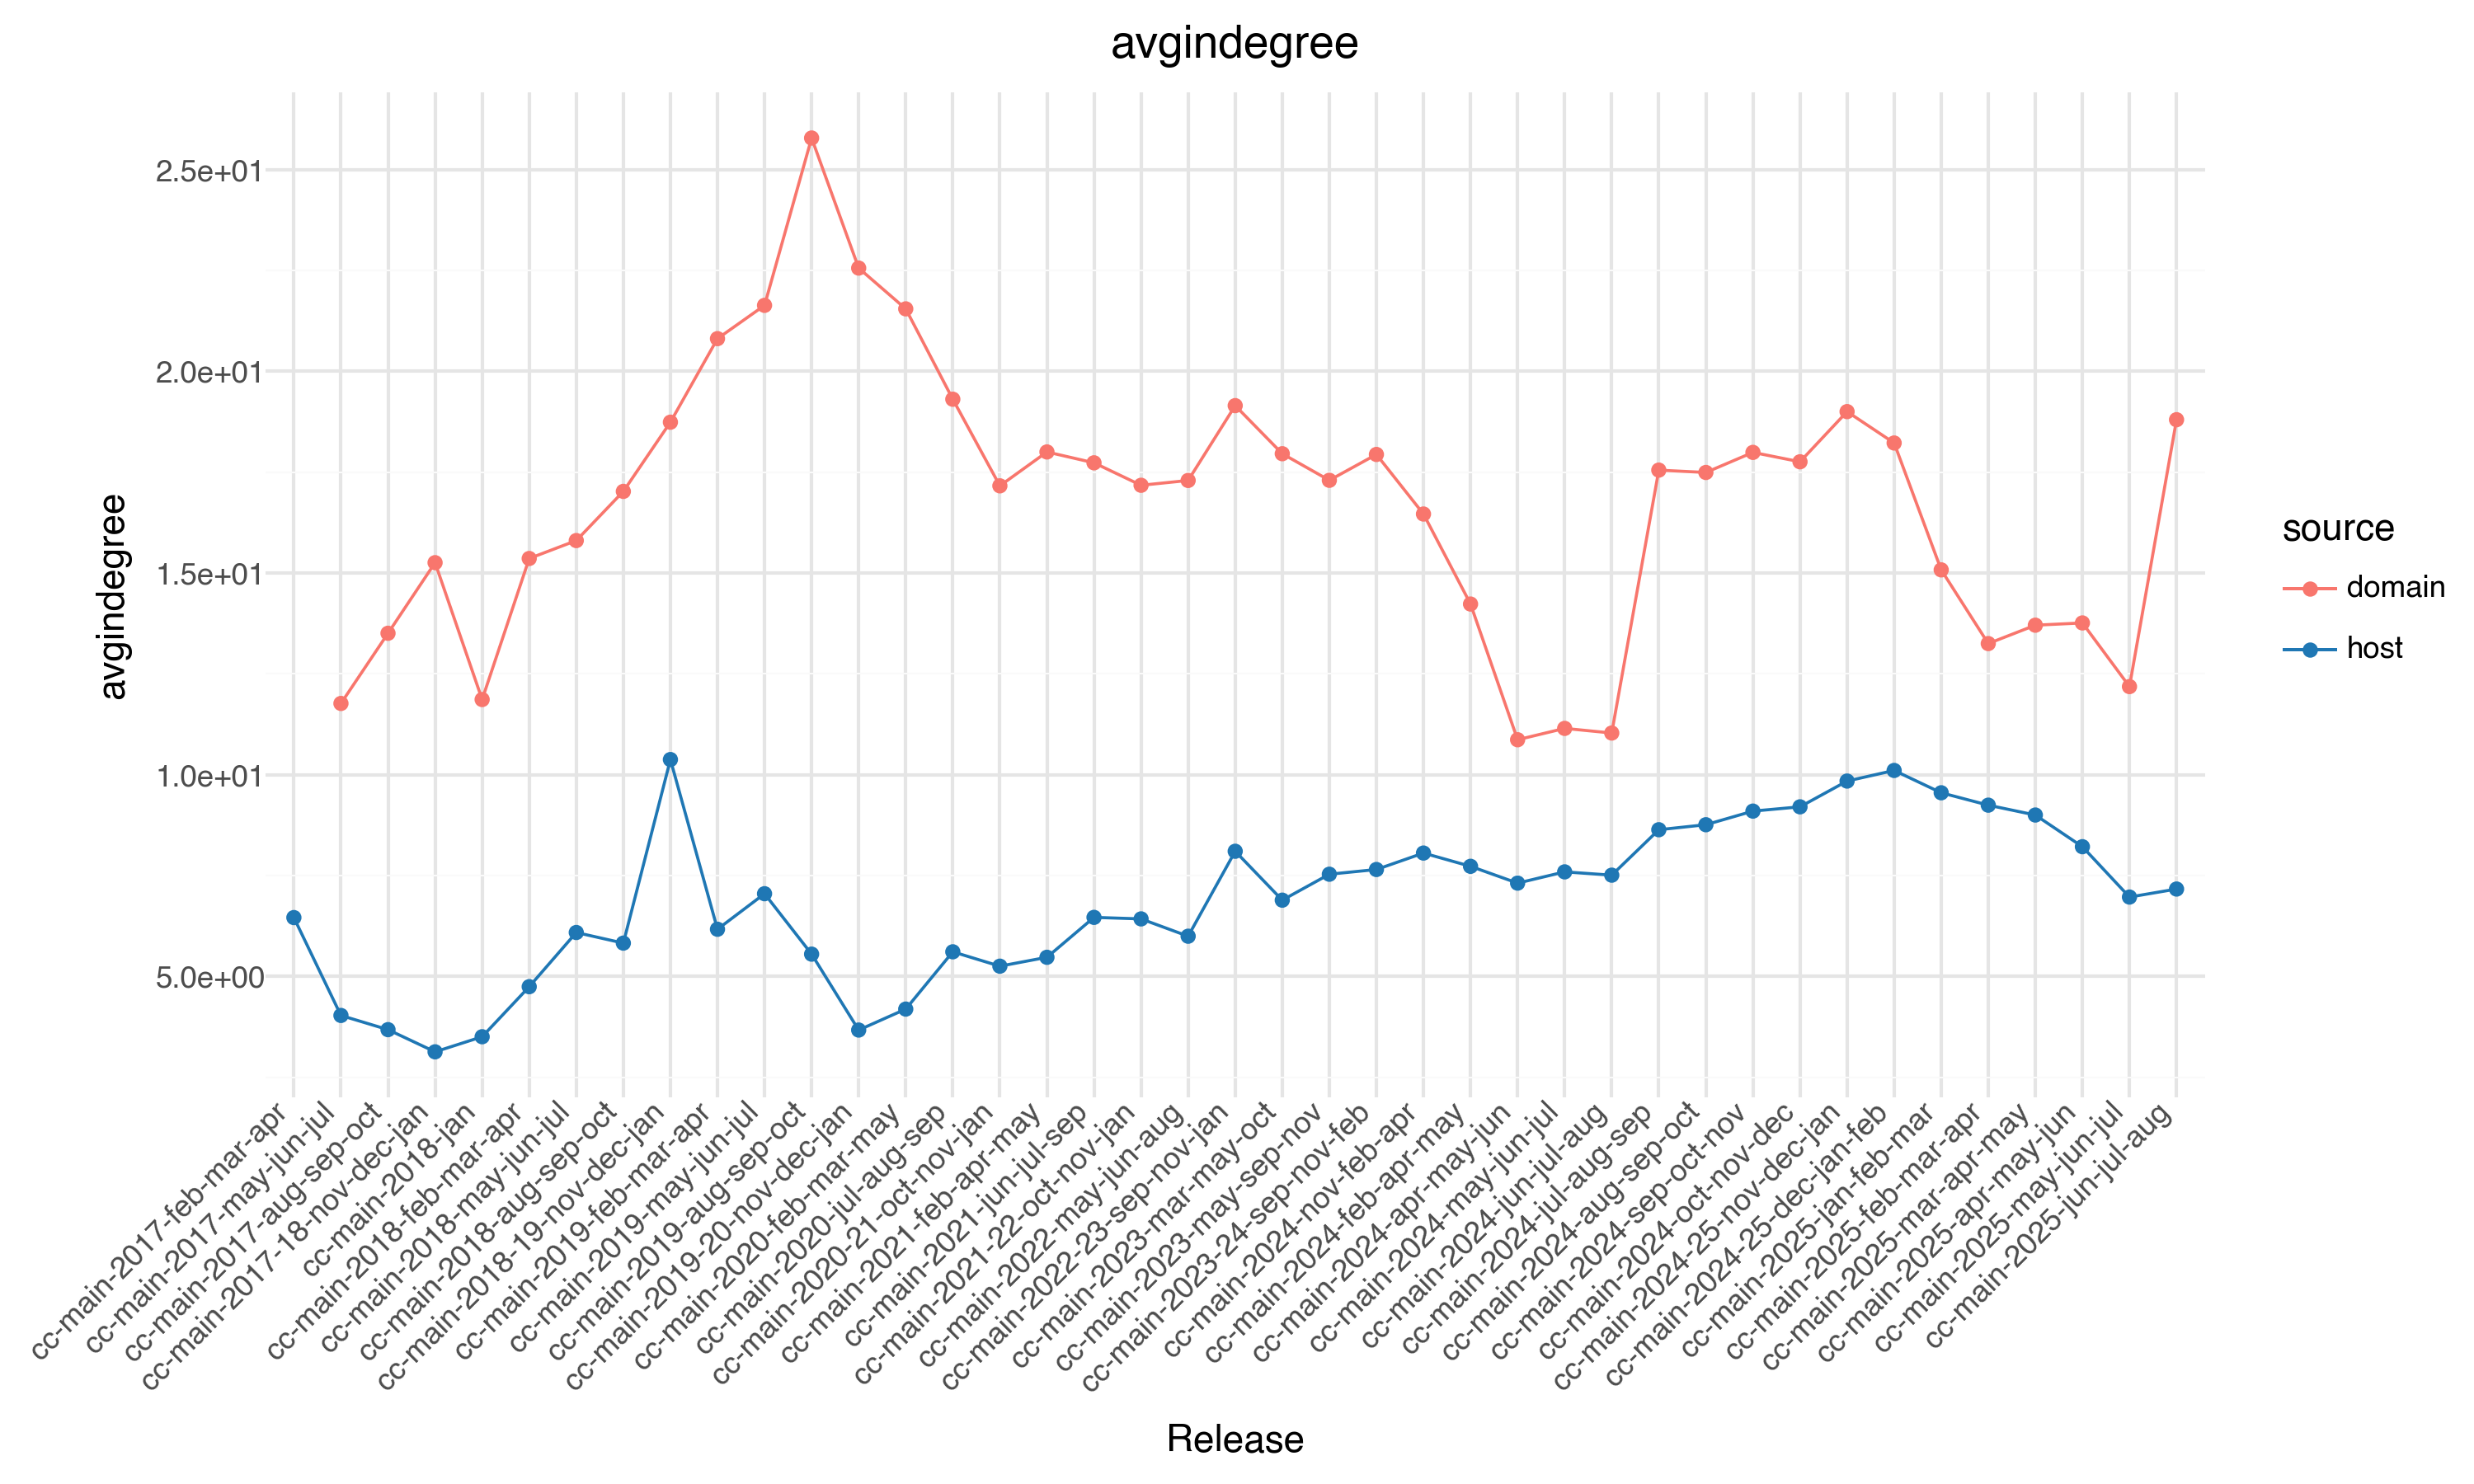 avgindegree
avgindegree
2.5e+01
2.0e+01
1.5e+01
1.0e+01
5.0e+00
cc-main-2017-feb-mar-apr
cc-main-2017-may-jun-jul
cc-main-2017-aug-sep-oct
cc-main-2017-18-nov-dec-jan
cc-main-2018-jan
cc-main-2018-feb-mar-apr
cc-main-2018-may-jun-jul
cc-main-2018-aug-sep-oct
cc-main-2018-19-nov-dec-jan
cc-main-2019-feb-mar-apr
cc-main-2019-may-jun-jul
cc-main-2019-aug-sep-oct
cc-main-2019-20-nov-dec-jan
cc-main-2020-feb-mar-may
cc-main-2020-jul-aug-sep
cc-main-2020-21-oct-nov-jan
cc-main-2021-feb-apr-may
cc-main-2021-jun-jul-sep
cc-main-2021-22-oct-nov-jan
cc-main-2022-may-jun-aug
cc-main-2022-23-sep-nov-jan
cc-main-2023-mar-may-oct
cc-main-2023-may-sep-nov
cc-main-2023-24-sep-nov-feb
cc-main-2024-nov-feb-apr
cc-main-2024-feb-apr-may
cc-main-2024-apr-may-jun
cc-main-2024-may-jun-jul
cc-main-2024-jun-jul-aug
cc-main-2024-jul-aug-sep
cc-main-2024-aug-sep-oct
cc-main-2024-sep-oct-nov
cc-main-2024-oct-nov-dec
cc-main-2024-25-nov-dec-jan
cc-main-2024-25-dec-jan-feb
cc-main-2025-jan-feb-mar
cc-main-2025-feb-mar-apr
cc-main-2025-mar-apr-may
cc-main-2025-apr-may-jun
cc-main-2025-may-jun-jul
cc-main-2025-jun-jul-aug
Release
source
domain
host